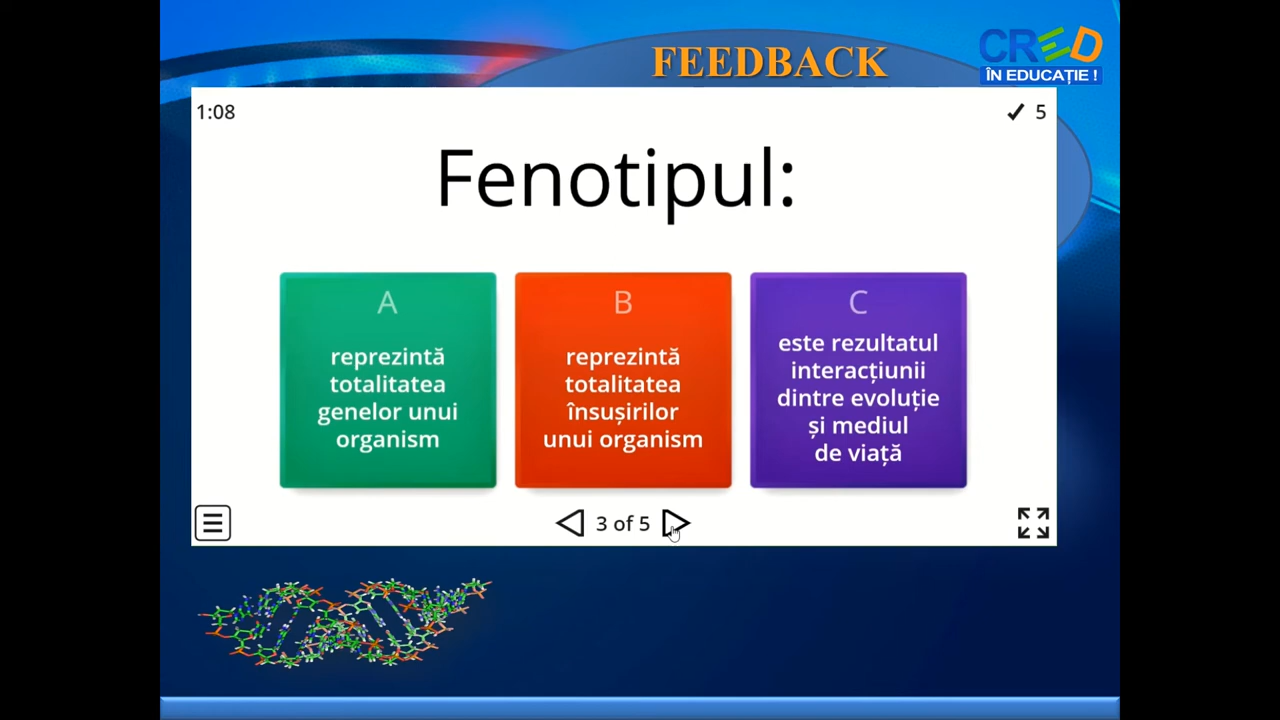 FEEDBACK
CRED
ÎN EDUCAȚIE !
1:08
✓ 5
Fenotipul:
A
reprezintă
totalitatea
genelor unui
organism
B
reprezintă
totalitatea
însușirilor
unui organism
C
este rezultatul
interacțiunii
dintre evoluție
și mediul
de viață
3 of 5